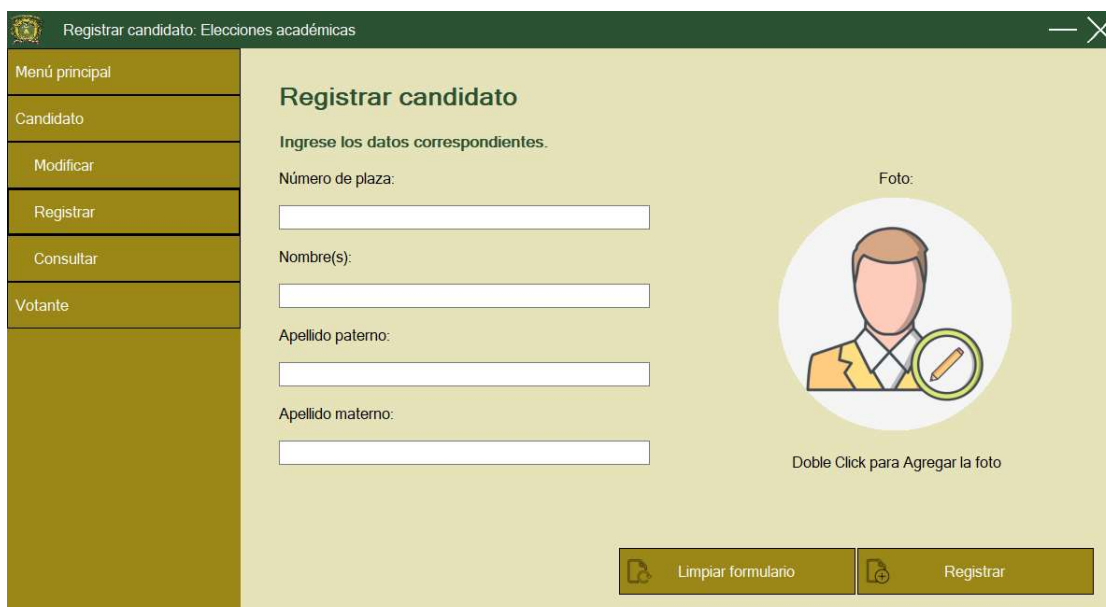 Registrar candidato: Elecciones académicas
Menú principal
Candidato
Modificar
Registrar
Consultar
Votante
Registrar candidato
Ingrese los datos correspondientes.
Número de plaza:
Nombre(s):
Apellido paterno:
Apellido materno:
Foto:
Doble Click para Agregar la foto
Limpiar formulario
Registrar